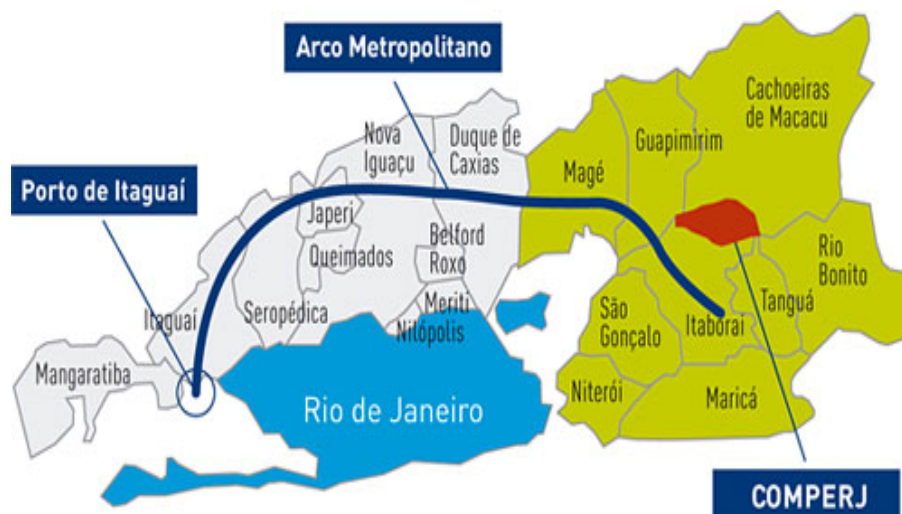 Arco Metropolitano
Cachoeiras
de Macacu
Nova
Iguaçu
Duque de
Caxias
Guapimirim
Magé
Porto de Itaguaí
Japeri
Queimados
Belford
Roxo
Rio
Bonito
Itaguaí
Seropédica
Meriti
Nilópolis
São
Gonçalo
Itaboraí
Tanguá
Mangaratiba
Niterói
Maricá
Rio de Janeiro
COMPERJ